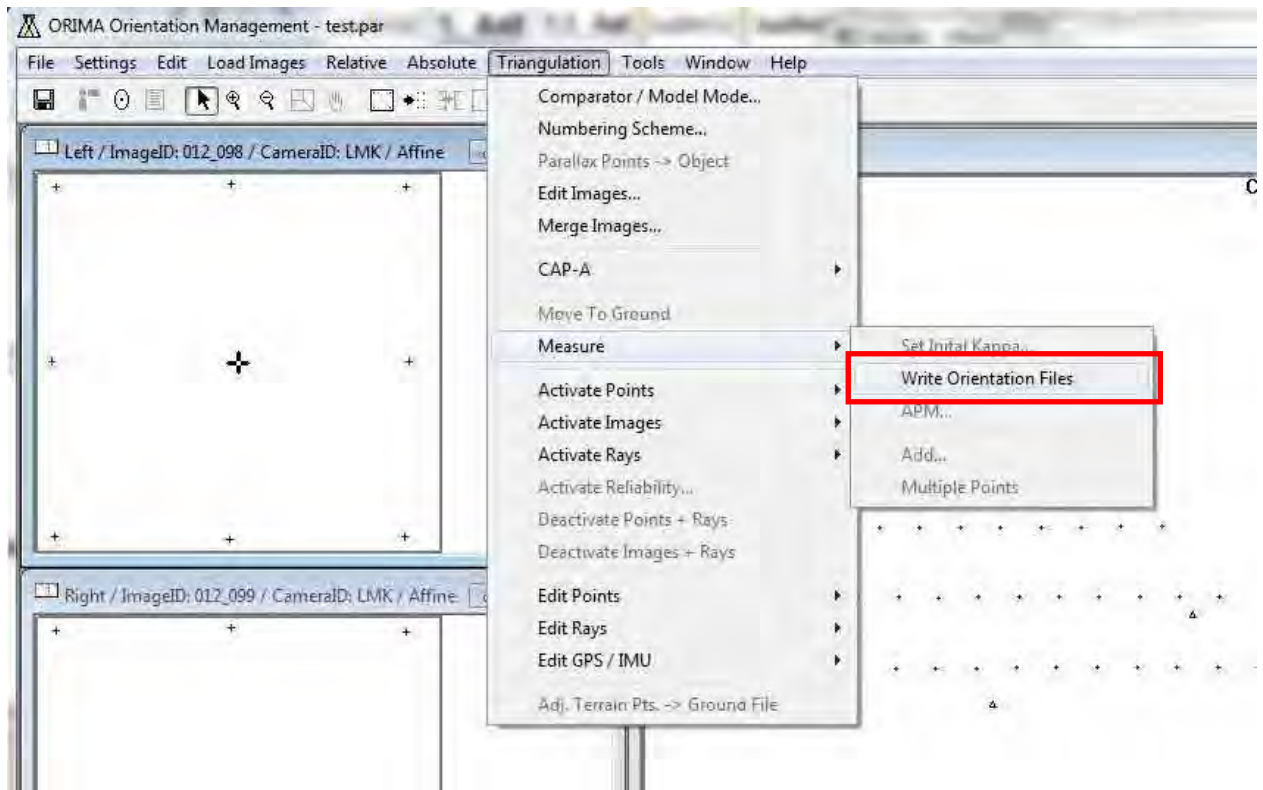 ORIMA Orientation Management - test.par
File Settings Edit Load Images Relative Absolute Triangulation Tools Window Help
Left / ImageID: 012_098 / CameraID: LMK / Affine
Right / ImageID: 012_099 / CameraID: LMK / Affine
Comparator / Model Mode...
Numbering Scheme...
Parallax Points -> Object
Edit Images...
Merge Images...
CAP-A
Move To Ground
Measure
Activate Points
Activate Images
Activate Rays
Activate Reliability...
Deactivate Points + Rays
Deactivate Images + Rays
Edit Points
Edit Rays
Edit GPS / IMU
Adj. Terrain Pts. -> Ground File
Set Inital Kappa...
Write Orientation Files
APM...
Add...
Multiple Points
C